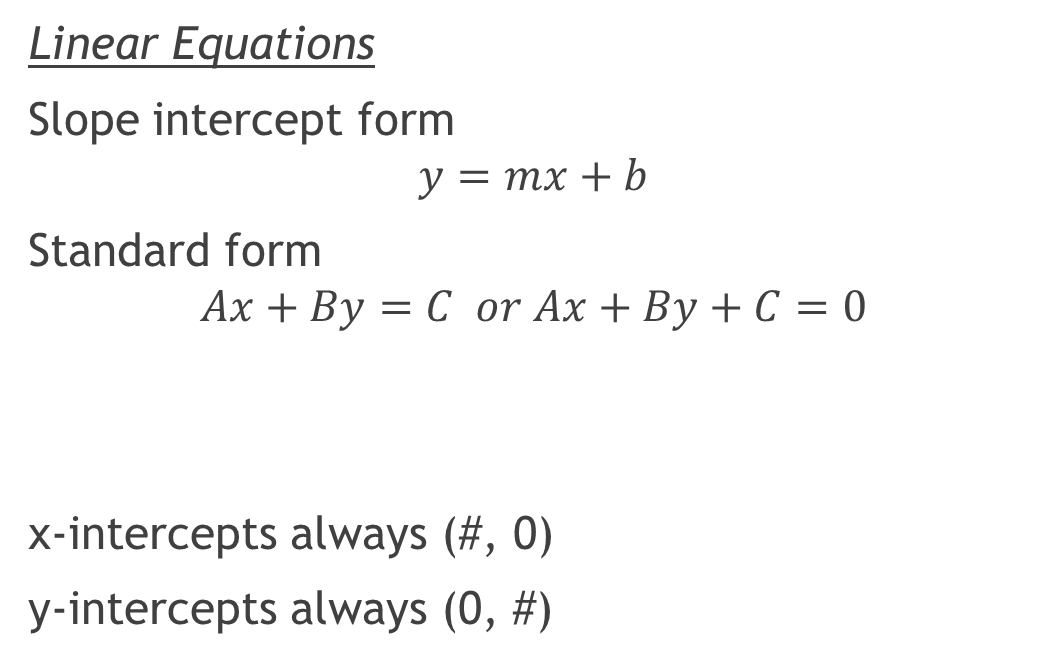 Linear Equations
Slope intercept form
y = mx + b
Standard form
Ax + By = C or Ax + By + C = 0
x-intercepts always (#, 0)
y-intercepts always (0, #)